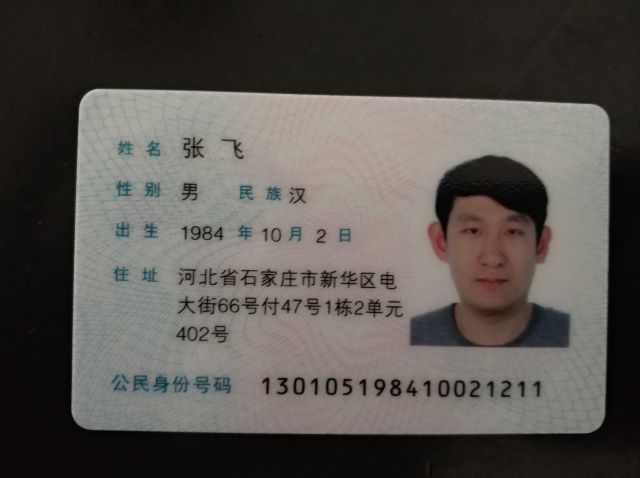 姓名 张飞
性别 男 民族 汉
出生 1984 年 10 月 2 日
住址 河北省石家庄市新华区电
大街66号付47号1栋2单元
402号
公民身份号码 130105198410021211